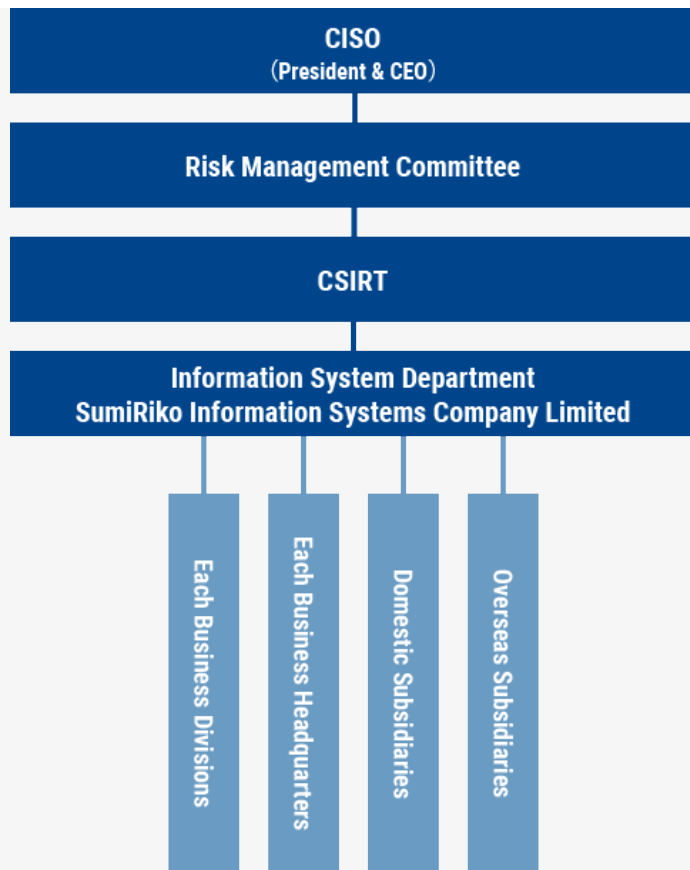 CISO
（President & CEO）
Risk Management Committee
CSIRT
Information System Department
SumiRiko Information Systems Company Limited
Each Business Divisions
Each Business Headquarters
Domestic Subsidiaries
Overseas Subsidiaries